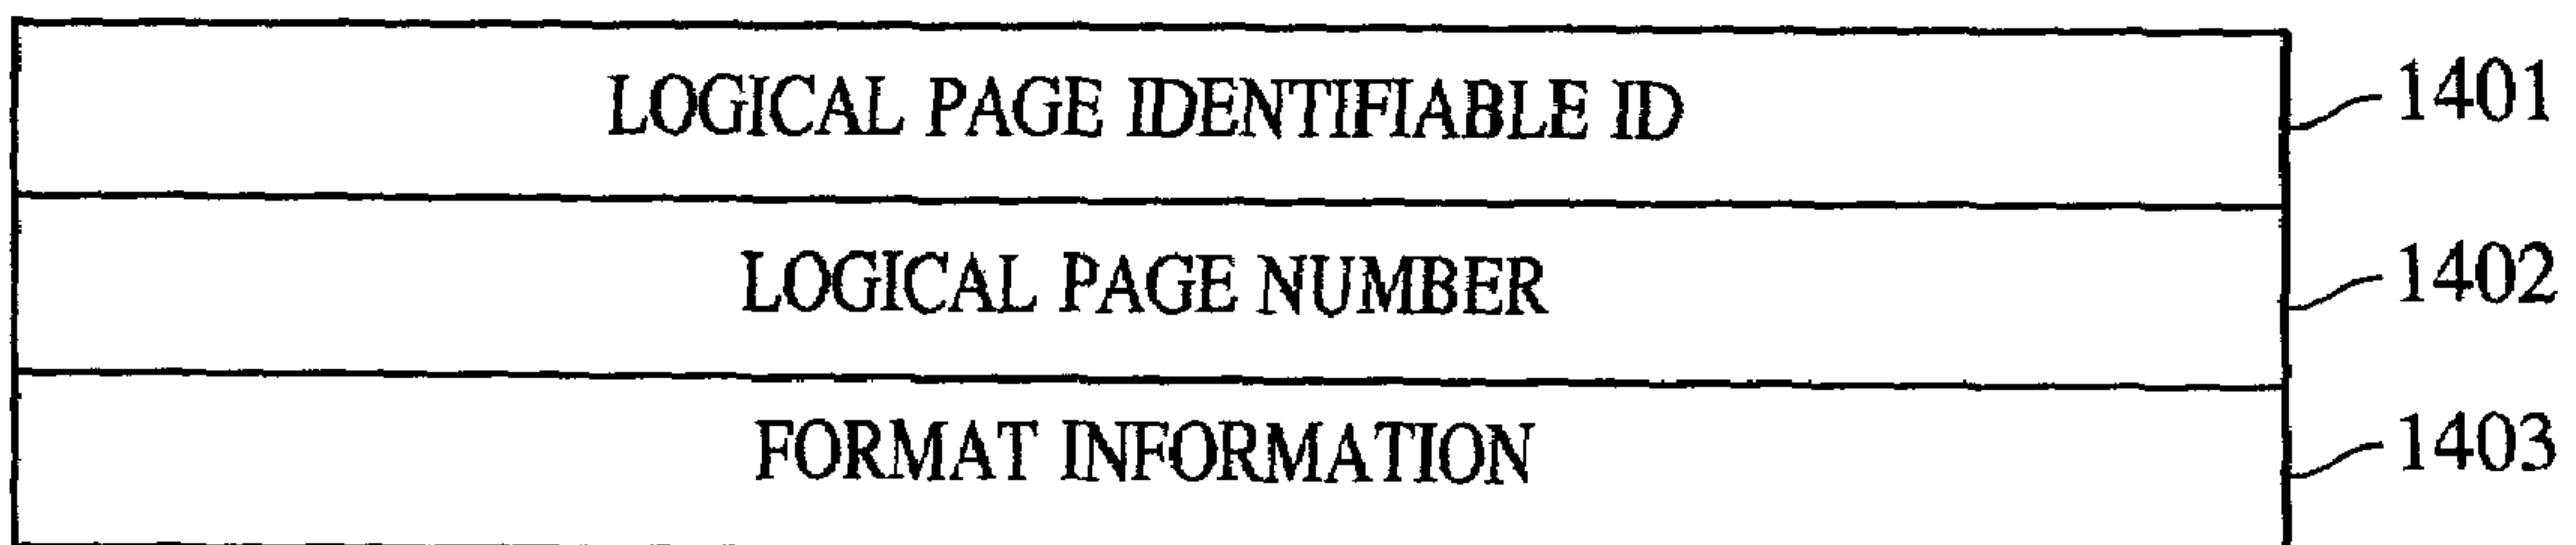 LOGICAL PAGE IDENTIFIABLE ID 1401
LOGICAL PAGE NUMBER 1402
FORMAT INFORMATION 1403